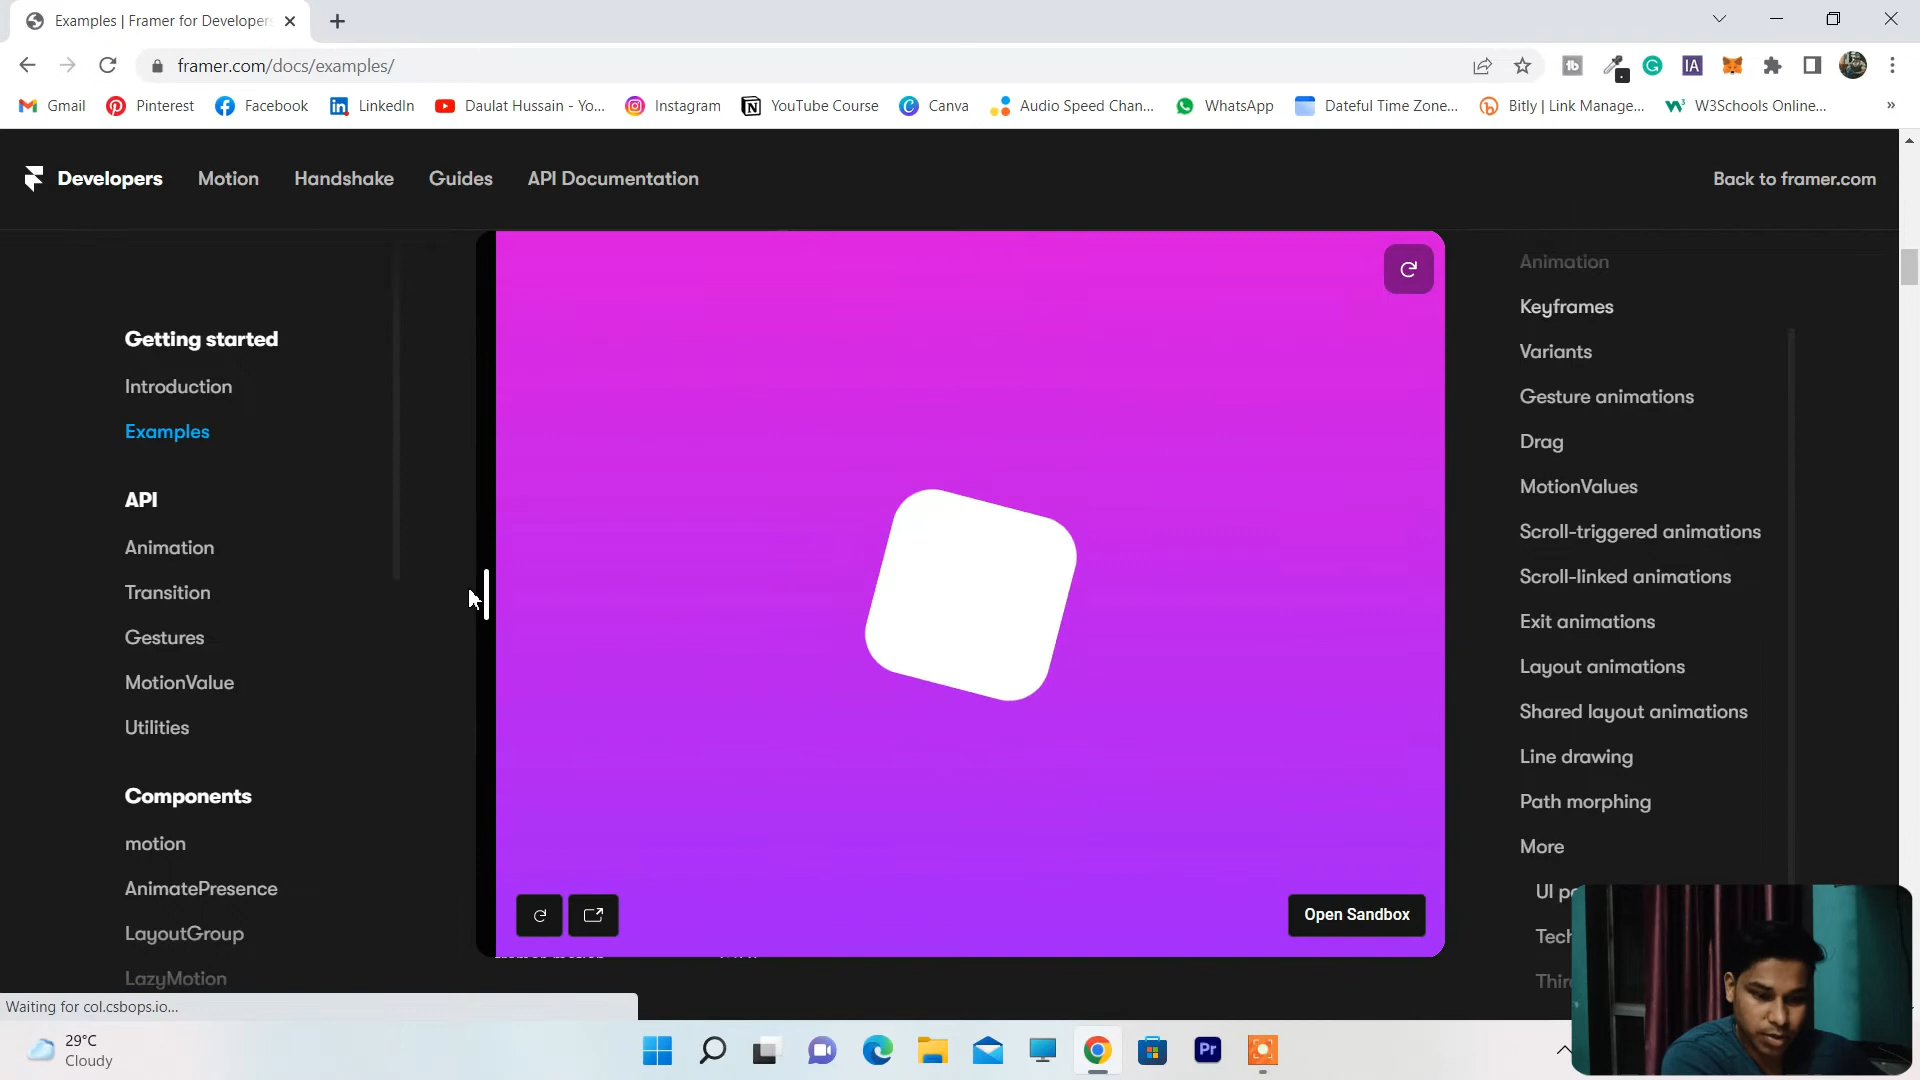 Examples | Framer for Developers
framer.com/docs/examples/
Gmail Pinterest Facebook LinkedIn Daulat Hussain - Yo... Instagram YouTube Course Canva Audio Speed Chan... WhatsApp Dateful Time Zone... Bitly | Link Manage... W3Schools Online... »
Developers Motion Handshake Guides API Documentation Back to framer.com
Getting started
Introduction
Examples
API
Animation
Transition
Gestures
MotionValue
Utilities
Components
motion
AnimatePresence
LayoutGroup
LazyMotion
Open Sandbox
Animation
Keyframes
Variants
Gesture animations
Drag
MotionValues
Scroll-triggered animations
Scroll-linked animations
Exit animations
Layout animations
Shared layout animations
Line drawing
Path morphing
More
UI
Waiting for col.csbops.io...
29°C
Cloudy
Pr